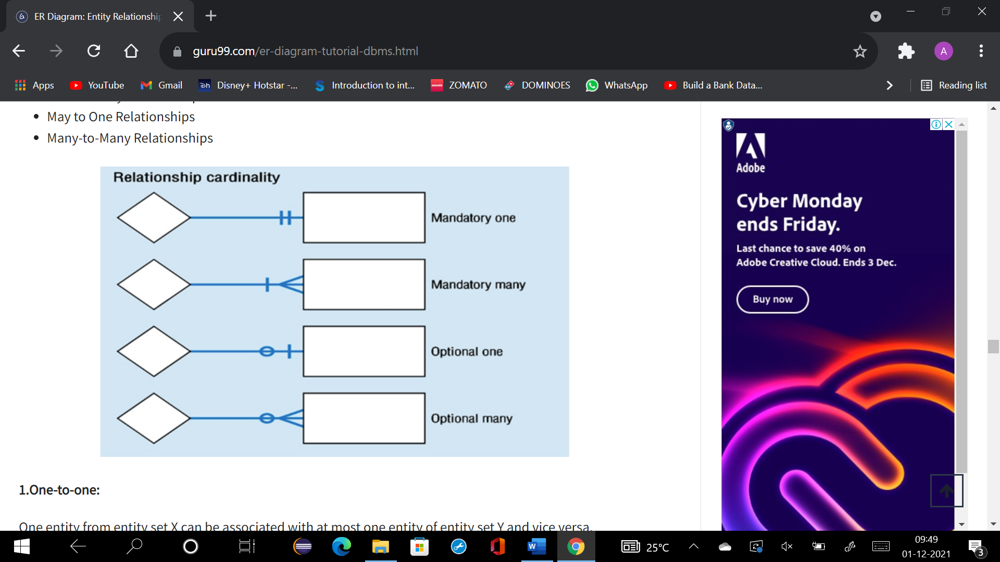 ER Diagram: Entity Relationship
guru99.com/er-diagram-tutorial-dbms.html
A
Apps
YouTube
Gmail
Disney+ Hotstar -...
Introduction to int...
ZOMATO
DOMINOES
WhatsApp
Build a Bank Data...
Reading list
May to One Relationships
Many-to-Many Relationships
Relationship cardinality
Mandatory one
Mandatory many
Optional one
Optional many
1.One-to-one:
One entity from entity set X can be associated with at most one entity of entity set Y and vice versa.
Adobe
Cyber Monday
ends Friday.
Last chance to save 40% on
Adobe Creative Cloud. Ends 3 Dec.
Buy now
25°C
09:49
01-12-2021
3